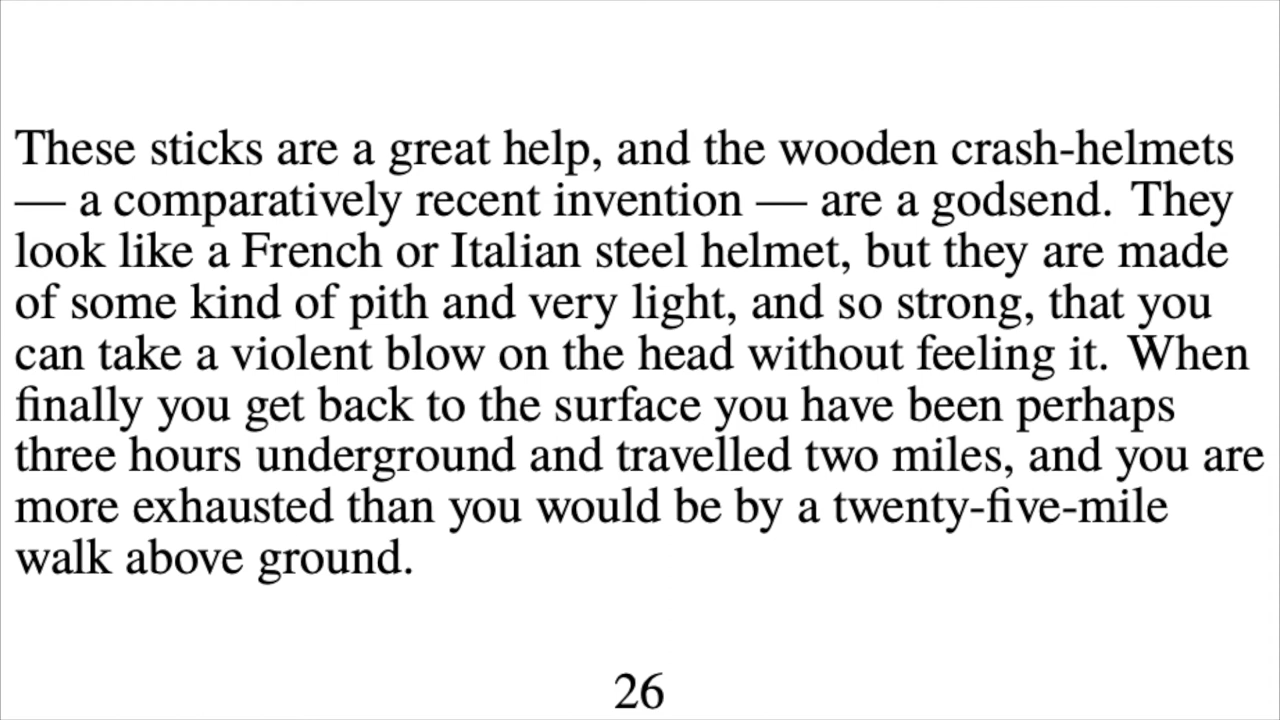 These sticks are a great help, and the wooden crash-helmets
— a comparatively recent invention — are a godsend. They
look like a French or Italian steel helmet, but they are made
of some kind of pith and very light, and so strong, that you
can take a violent blow on the head without feeling it. When
finally you get back to the surface you have been perhaps
three hours underground and travelled two miles, and you are
more exhausted than you would be by a twenty-five-mile
walk above ground.
26